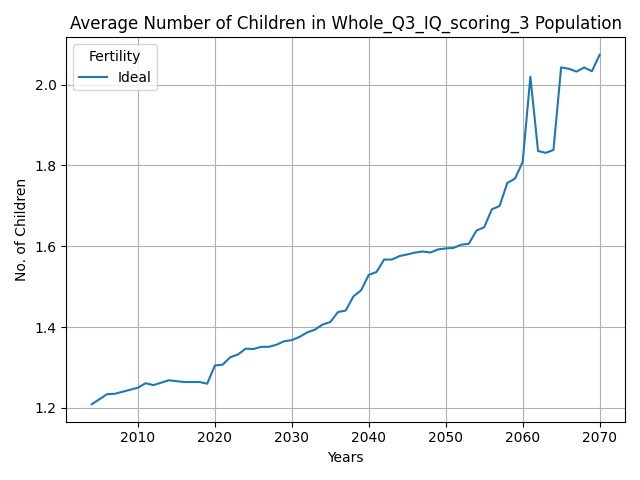 Average Number of Children in Whole_Q3_IQ_scoring_3 Population
Fertility
Ideal
No. of Children
2.0
1.8
1.6
1.4
1.2
2010 2020 2030 2040 2050 2060 2070
Years